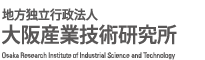 地方独立行政法人
大阪産業技術研究所
Osaka Research Institute of Industrial Science and Technology